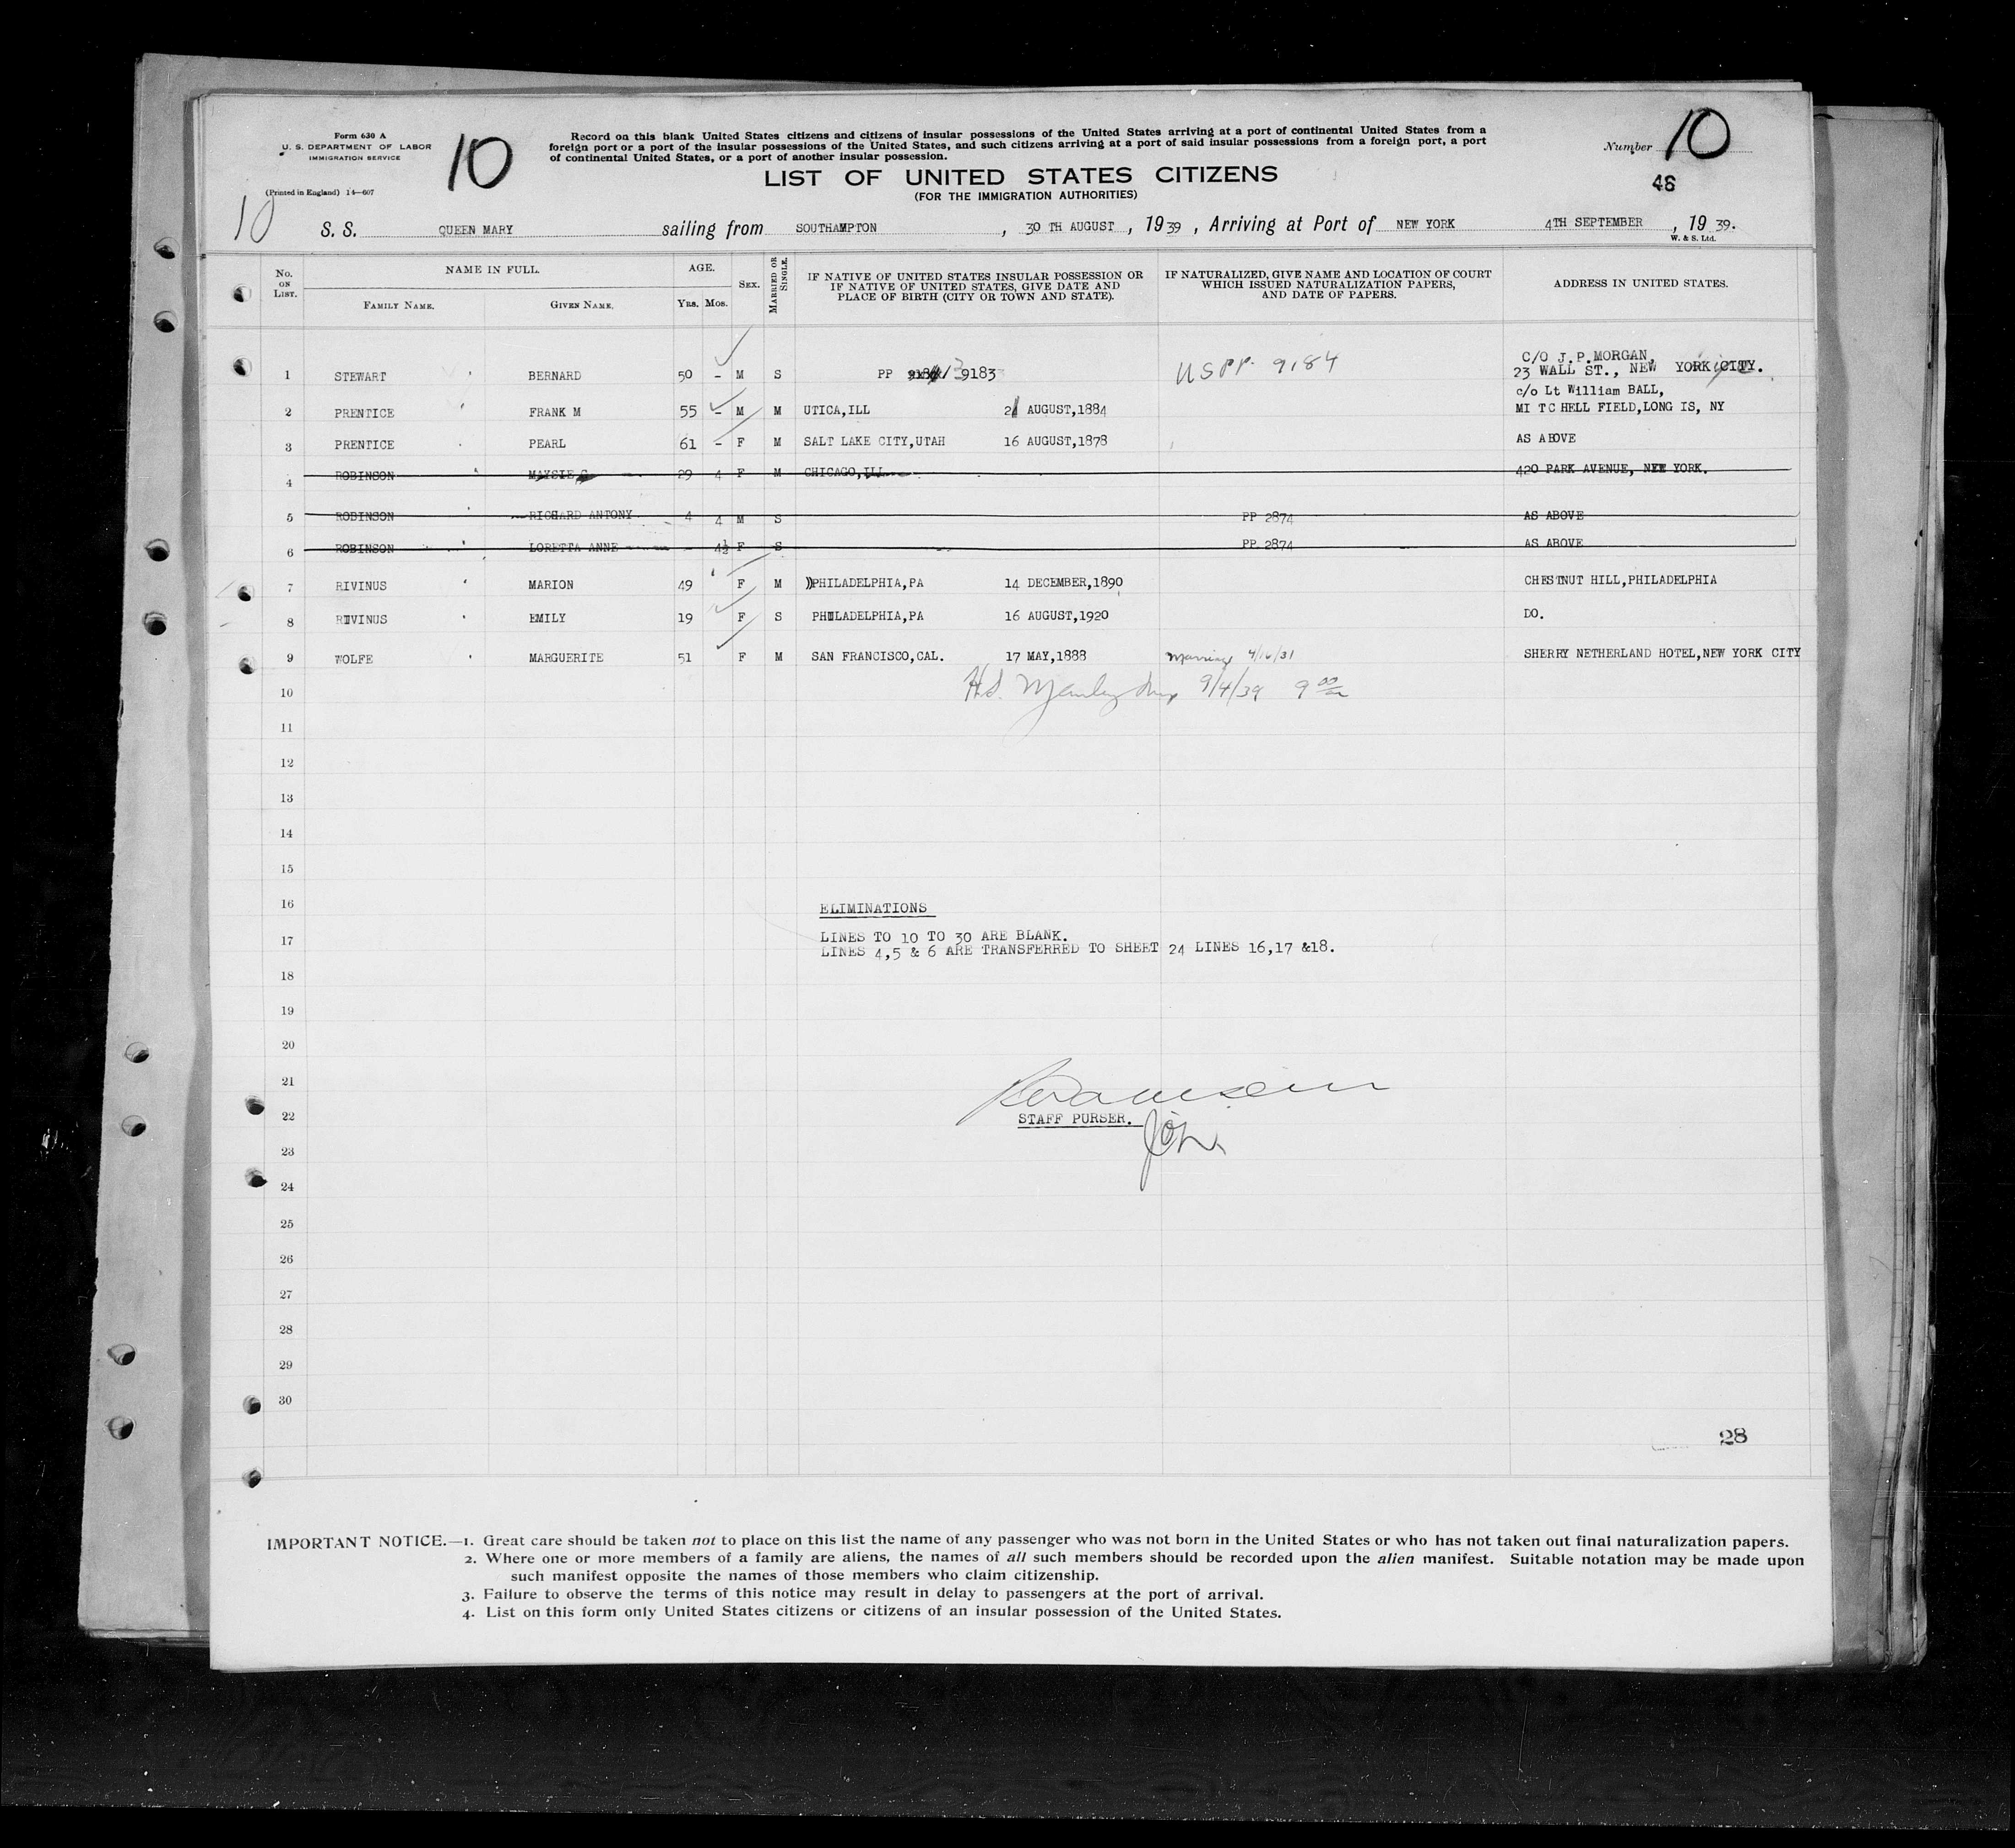 Form 630 A
U. S. DEPARTMENT OF LABOR
IMMIGRATION SERVICE
(Printed in England) 14—607
10
10
Record on this blank United States citizens and citizens of insular possessions of the United States arriving at a port of continental United States from a
foreign port or a port of the insular possessions of the United States, and such citizens arriving at a port of said insular possessions from a foreign port, a port
of continental United States, or a port of another insular possession.
LIST OF UNITED STATES CITIZENS
(FOR THE IMMIGRATION AUTHORITIES)
Number 10
46
S. S. QUEEN MARY sailing from SOUTHAMPTON , 30 TH AUGUST , 19 39 , Arriving at Port of NEW YORK 4TH SEPTEMBER , 19 39.
W. & S. Ltd.
No. ON LIST. NAME IN FULL. FAMILY NAME. GIVEN NAME. AGE. YRS. MOS. SEX. MARRIED OR SINGLE. IF NATIVE OF UNITED STATES INSULAR POSSESSION OR IF NATIVE OF UNITED STATES, GIVE DATE AND PLACE OF BIRTH (CITY OR TOWN AND STATE). IF NATURALIZED, GIVE NAME AND LOCATION OF COURT WHICH ISSUED NATURALIZATION PAPERS, AND DATE OF PAPERS. ADDRESS IN UNITED STATES.
1 STEWART BERNARD 50 - M S PP 9183 US PP. 9184 C/O J.P.MORGAN, 23 WALL ST., NEW YORK CITY.
2 PRENTICE FRANK M 55 - M M UTICA,ILL 21 AUGUST,1884 c/o Lt William BALL, MI TC HELL FIELD,LONG IS, NY
3 PRENTICE PEARL 61 - F M SALT LAKE CITY,UTAH 16 AUGUST,1878 AS ABOVE
4 ROBINSON MAYSIE G 29 4 F M CHICAGO,ILL 420 PARK AVENUE, NEW YORK.
5 ROBINSON RICHARD ANTONY 4 4 M S PP 2874 AS ABOVE
6 ROBINSON LORETTA ANNE - 4½ F S PP 2874 AS ABOVE
7 RIVINUS MARION 49 F M PHILADELPHIA,PA 14 DECEMBER,1890 CHESTNUT HILL,PHILADELPHIA
8 RIVINUS EMILY 19 F S PHILADELPHIA,PA 16 AUGUST,1920 DO.
9 WOLFE MARGUERITE 51 F M SAN FRANCISCO,CAL. 17 MAY,1888 Marriage 4/16/31 SHERRY NETHERLAND HOTEL,NEW YORK CITY
10 9/4/39 9 00
11
12
13
14
15
16 ELIMINATIONS
17 LINES TO 10 TO 30 ARE BLANK.
LINES 4,5 & 6 ARE TRANSFERRED TO SHEET 24 LINES 16,17 &18.
18
19
20
21
22 STAFF PURSER.
23
24
25
26
27
28
29
30
28
IMPORTANT NOTICE.—1. Great care should be taken not to place on this list the name of any passenger who was not born in the United States or who has not taken out final naturalization papers.
2. Where one or more members of a family are aliens, the names of all such members should be recorded upon the alien manifest. Suitable notation may be made upon
such manifest opposite the names of those members who claim citizenship.
3. Failure to observe the terms of this notice may result in delay to passengers at the port of arrival.
4. List on this form only United States citizens or citizens of an insular possession of the United States.